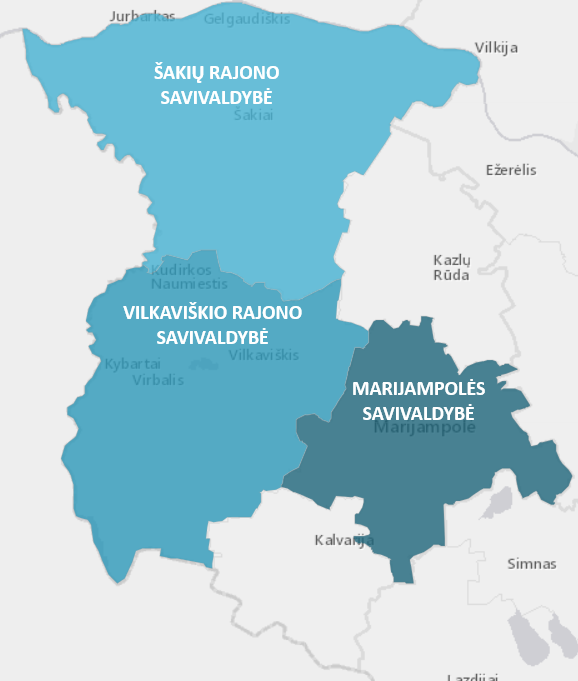 Jurbarkas
Gelgaudiškis
Vilkija
ŠAKIŲ RAJONO
SAVIVALDYBĖ
Šakiai
Ežerėlis
Kazlų
Rūda
Kudirkos
Naumiestis
VILKAVIŠKIO RAJONO
SAVIVALDYBĖ
Vilkaviškis
Kybartai
Virbalis
MARIJAMPOLĖS
SAVIVALDYBĖ
Marijampolė
Kalvarija
Simnas
Lazdijai